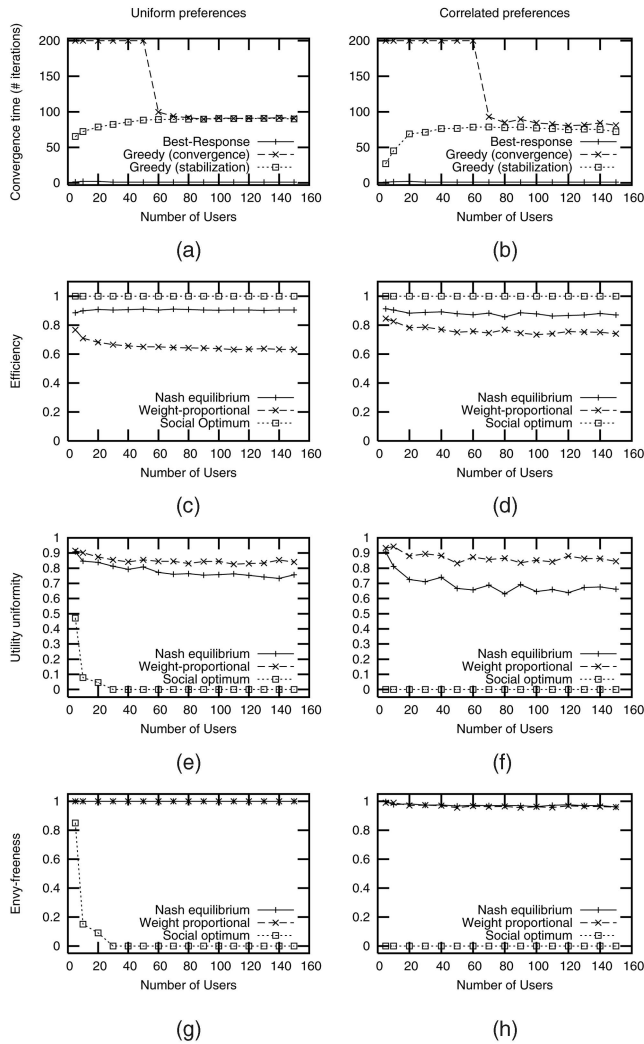 Uniform preferences
Correlated preferences
Convergence time (# iterations)
200
150
100
50
0
Best-Response
Greedy (convergence)
Greedy (stabilization)
0 20 40 60 80 100 120 140 160
Number of Users
(a)
200
150
100
50
0
Best-Response
Greedy (convergence)
Greedy (stabilization)
0 20 40 60 80 100 120 140 160
Number of Users
(b)
Efficiency
1
0.8
0.6
0.4
0.2
0
Nash equilibrium
Weight-proportional
Social Optimum
0 20 40 60 80 100 120 140 160
Number of Users
(c)
1
0.8
0.6
0.4
0.2
0
Nash equilibrium
Weight-proportional
Social optimum
0 20 40 60 80 100 120 140 160
Number of Users
(d)
Utility uniformity
1
0.9
0.8
0.7
0.6
0.5
0.4
0.3
0.2
0.1
0
Nash equilibrium
Weight-proportional
Social optimum
0 20 40 60 80 100 120 140 160
Number of Users
(e)
1
0.9
0.8
0.7
0.6
0.5
0.4
0.3
0.2
0.1
0
Nash equilibrium
Weight proportional
Social optimum
0 20 40 60 80 100 120 140 160
Number of Users
(f)
Envy-freeness
1
0.8
0.6
0.4
0.2
0
Nash equilibrium
Weight proportional
Social optimum
0 20 40 60 80 100 120 140 160
Number of Users
(g)
1
0.8
0.6
0.4
0.2
0
Nash equilibrium
Weight proportional
Social optimum
0 20 40 60 80 100 120 140 160
Number of Users
(h)